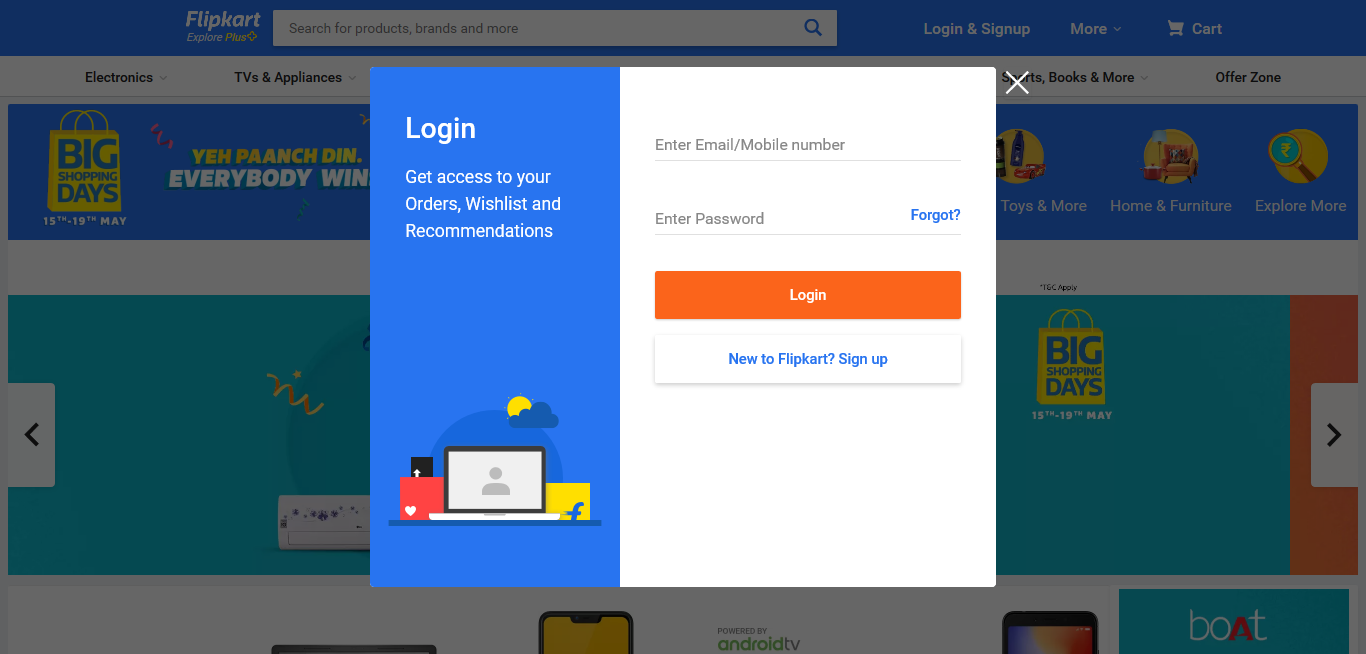 Flipkart
Explore Plus
Search for products, brands and more
Login & Signup
More
Cart
Electronics
TVs & Appliances
Sports, Books & More
Offer Zone
BIG
SHOPPING
DAYS
15TH-19TH MAY
YEH PAANCH DIN.
EVERYBODY WIN
Toys & More
Home & Furniture
Explore More
Login
Get access to your
Orders, Wishlist and
Recommendations
Enter Email/Mobile number
Enter Password
Forgot?
Login
New to Flipkart? Sign up
*T&C Apply
BIG
SHOPPING
DAYS
15TH-19TH MAY
POWERED BY
androidtv
boAt